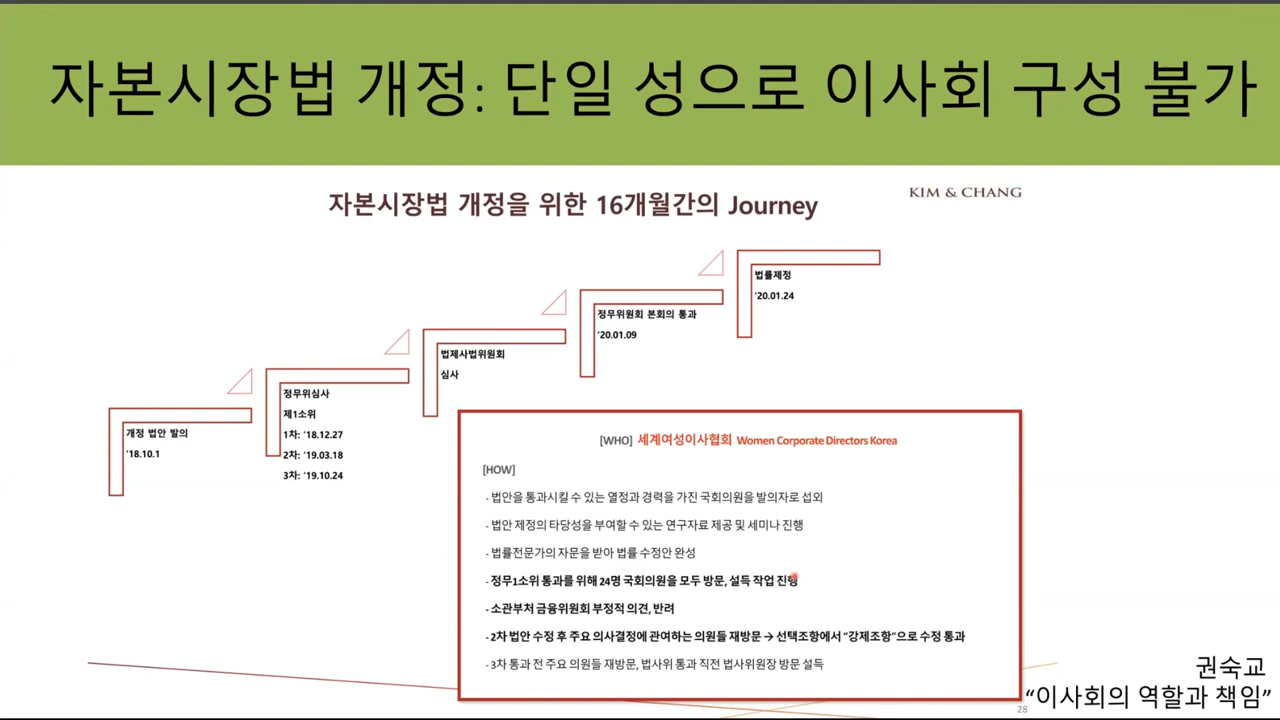 자본시장법 개정: 단일 성으로 이사회 구성 불가
자본시장법 개정을 위한 16개월간의 Journey
KIM & CHANG
개정 법안 발의
‘18.10.1
정무위심사
제1소위
1차: ‘18.12.27
2차: ‘19.03.18
3차: ‘19.10.24
법제사법위원회
심사
정무위원회 본회의 통과
‘20.01.09
법률제정
‘20.01.24
[WHO] 세계여성이사협회 Women Corporate Directors Korea
[HOW]
- 법안을 통과시킬 수 있는 열정과 경력을 가진 국회의원을 발의자로 섭외
- 법안 제정의 타당성을 부여할 수 있는 연구자료 제공 및 세미나 진행
- 법률전문가의 자문을 받아 법률 수정안 완성
- 정무1소위 통과를 위해 24명 국회의원을 모두 방문, 설득 작업 진행
- 소관부처 금융위원회 부정적 의견, 반려
- 2차 법안 수정 후 주요 의사결정에 관여하는 의원들 재방문 → 선택조항에서 “강제조항”으로 수정 통과
- 3차 통과 전 주요 의원들 재방문, 법사위 통과 직전 법사위원장 방문 설득
28
권숙교
“이사회의 역할과 책임”